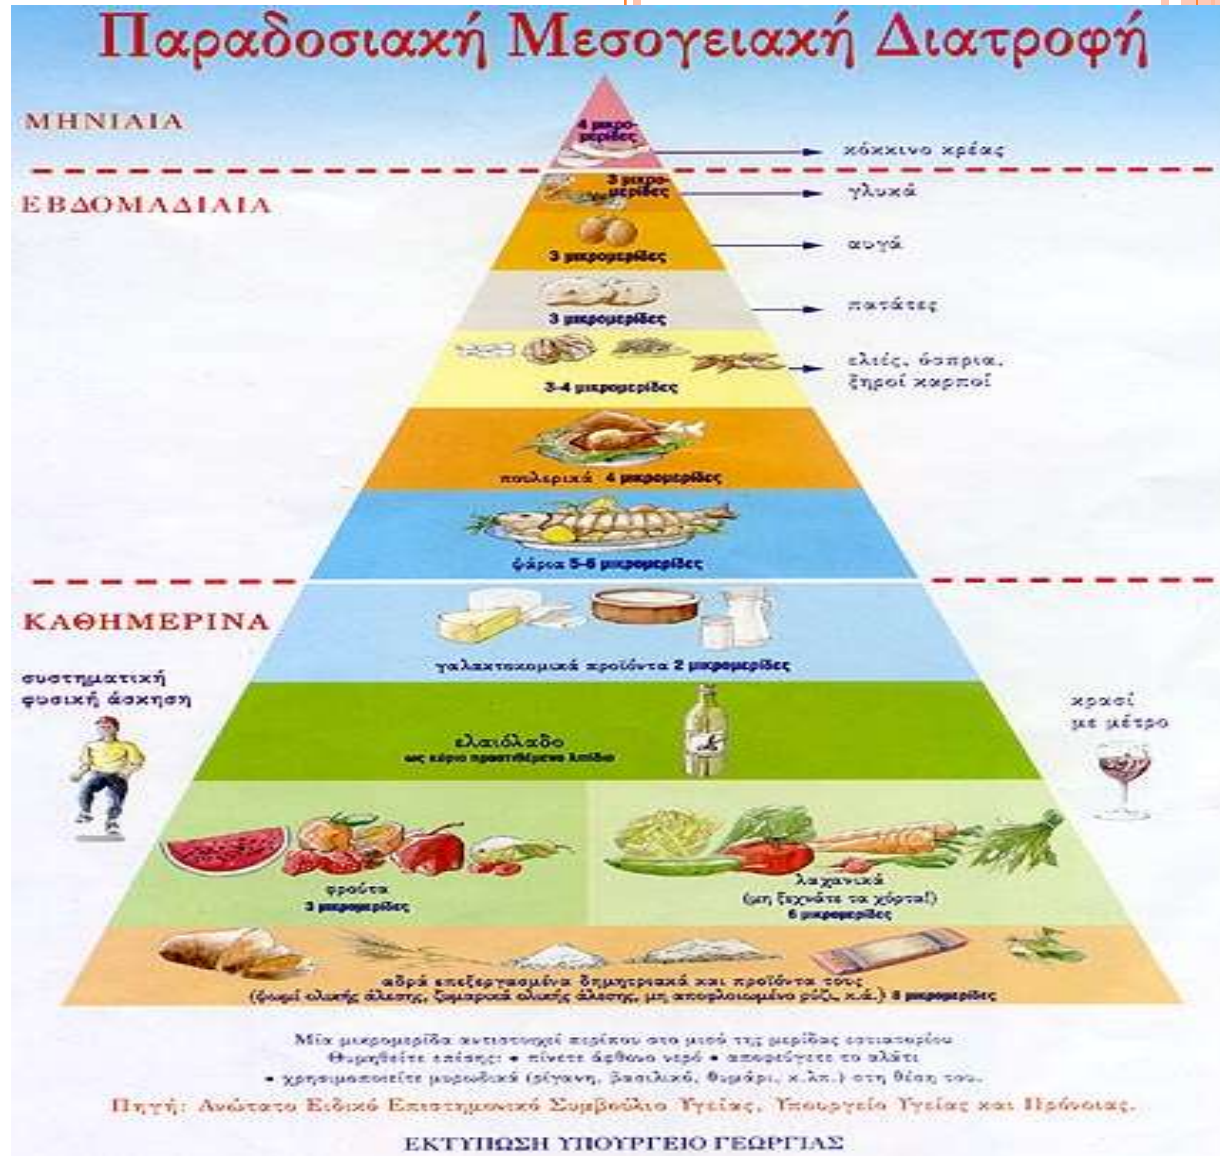 Παραδοσιακή Μεσογειακή Διατροφή
ΜΗΝΙΑΙΑ
4 μικρο-
μερίδες
κόκκινο κρέας
ΕΒΔΟΜΑΔΙΑΙΑ
3 μικρο-
μερίδες
γλυκά
αυγά
3 μικρομερίδες
πατάτες
3 μικρομερίδες
ελιές, όσπρια,
ξηροί καρποί
3-4 μικρομερίδες
πουλερικά 4 μικρομερίδες
ψάρια 5-6 μικρομερίδες
ΚΑΘΗΜΕΡΙΝΑ
συστηματική
φυσική άσκηση
γαλακτοκομικά προϊόντα 2 μικρομερίδες
κρασί
με μέτρο
ελαιόλαδο
ως κύριο προστιθέμενο λιπίδιο
φρούτα
3 μικρομερίδες
λαχανικά
(μη ξεχνάτε τα χόρτα!)
6 μικρομερίδες
αδρά επεξεργασμένα δημητριακά και προϊόντα τους
(ψωμί ολικής άλεσης, ζυμαρικά ολικής άλεσης, μη αποφλοιωμένο ρύζι, κ.ά.) 8 μικρομερίδες
Μία μικρομερίδα αντιστοιχεί περίπου στο μισό της μερίδας εστιατορίου
Θυμηθείτε επίσης: • πίνετε άφθονο νερό • αποφεύγετε το αλάτι
• χρησιμοποιείτε μυρωδικά (ρίγανη, βασιλικό, θυμάρι, κ.λπ.) στη θέση του.
Πηγή: Ανώτατο Ειδικό Επιστημονικό Συμβούλιο Υγείας, Υπουργείο Υγείας και Πρόνοιας.
ΕΚΤΥΠΩΣΗ ΥΠΟΥΡΓΕΙΟ ΓΕΩΡΓΙΑΣ